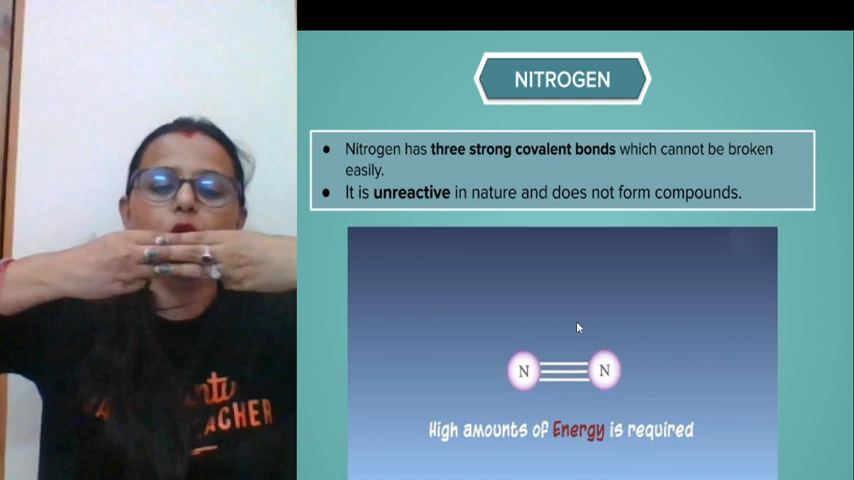 NITROGEN
● Nitrogen has three strong covalent bonds which cannot be broken
easily.
● It is unreactive in nature and does not form compounds.
N N
High amounts of Energy is required